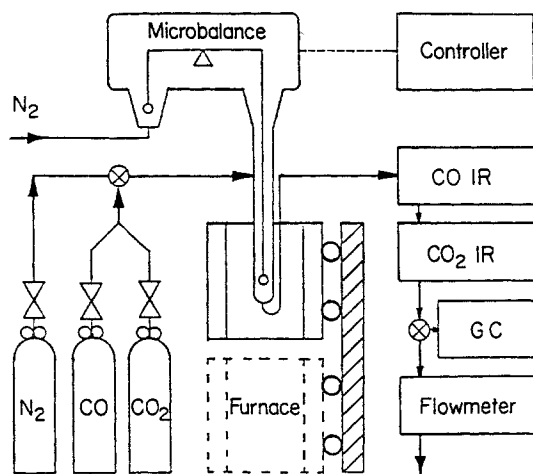 Microbalance
Controller
N₂
CO IR
CO₂ IR
GC
Flowmeter
N₂
CO
CO₂
Furnace